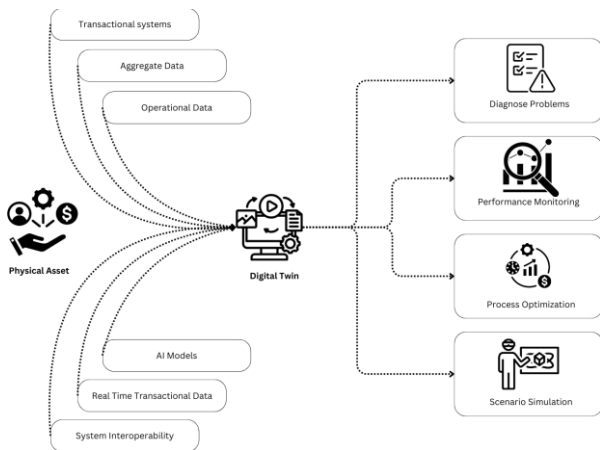 Transactional systems
Aggregate Data
Operational Data
Physical Asset
Digital Twin
AI Models
Real Time Transactional Data
System Interoperability
Diagnose Problems
Performance Monitoring
Process Optimization
Scenario Simulation